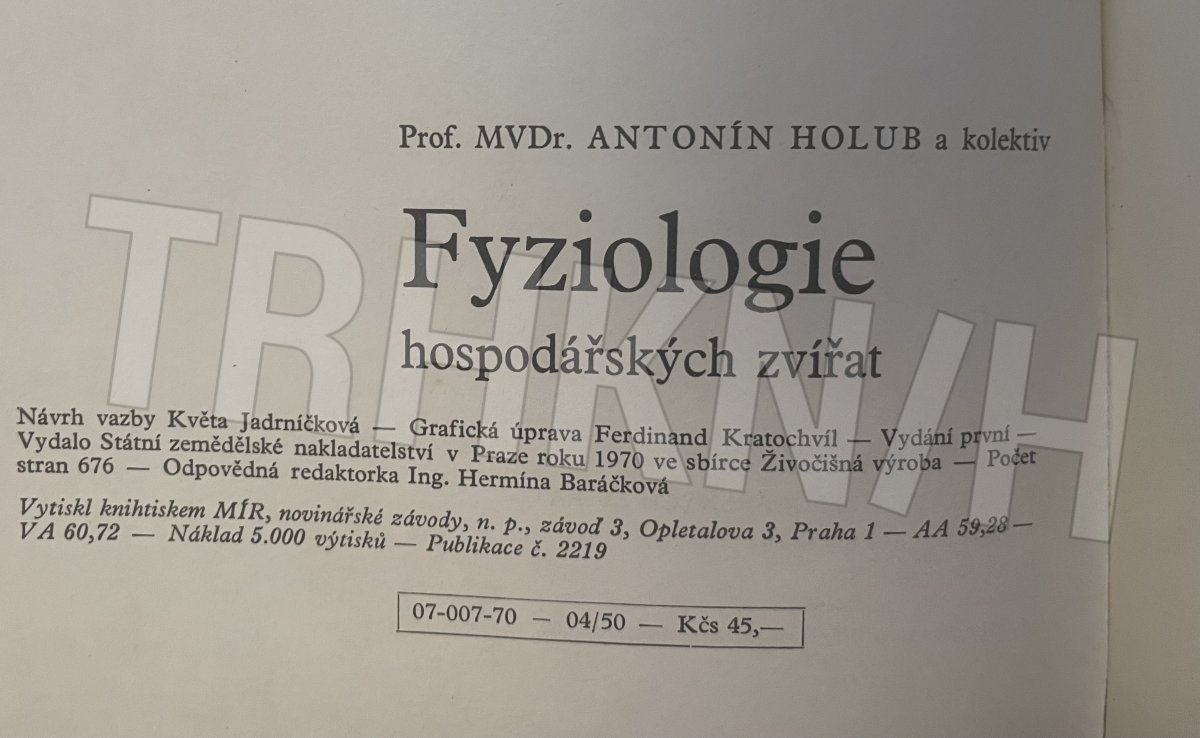 Prof. MVDr. ANTONÍN HOLUB a kolektiv
Fyziologie
hospodářských zvířat
Návrh vazby Květa Jadrníčková — Grafická úprava Ferdinand Kratochvíl — Vydání první —
Vydalo Státní zemědělské nakladatelství v Praze roku 1970 ve sbírce Živočišná výroba — Počet
stran 676 — Odpovědná redaktorka Ing. Hermína Baráčková
Vytiskl knihtiskem MÍR, novinářské závody, n. p., závod 3, Opletalova 3, Praha 1 — AA 59,28 —
VA 60,72 — Náklad 5.000 výtisků — Publikace č. 2219
07-007-70 — 04/50 — Kčs 45,—
TRHKN/H